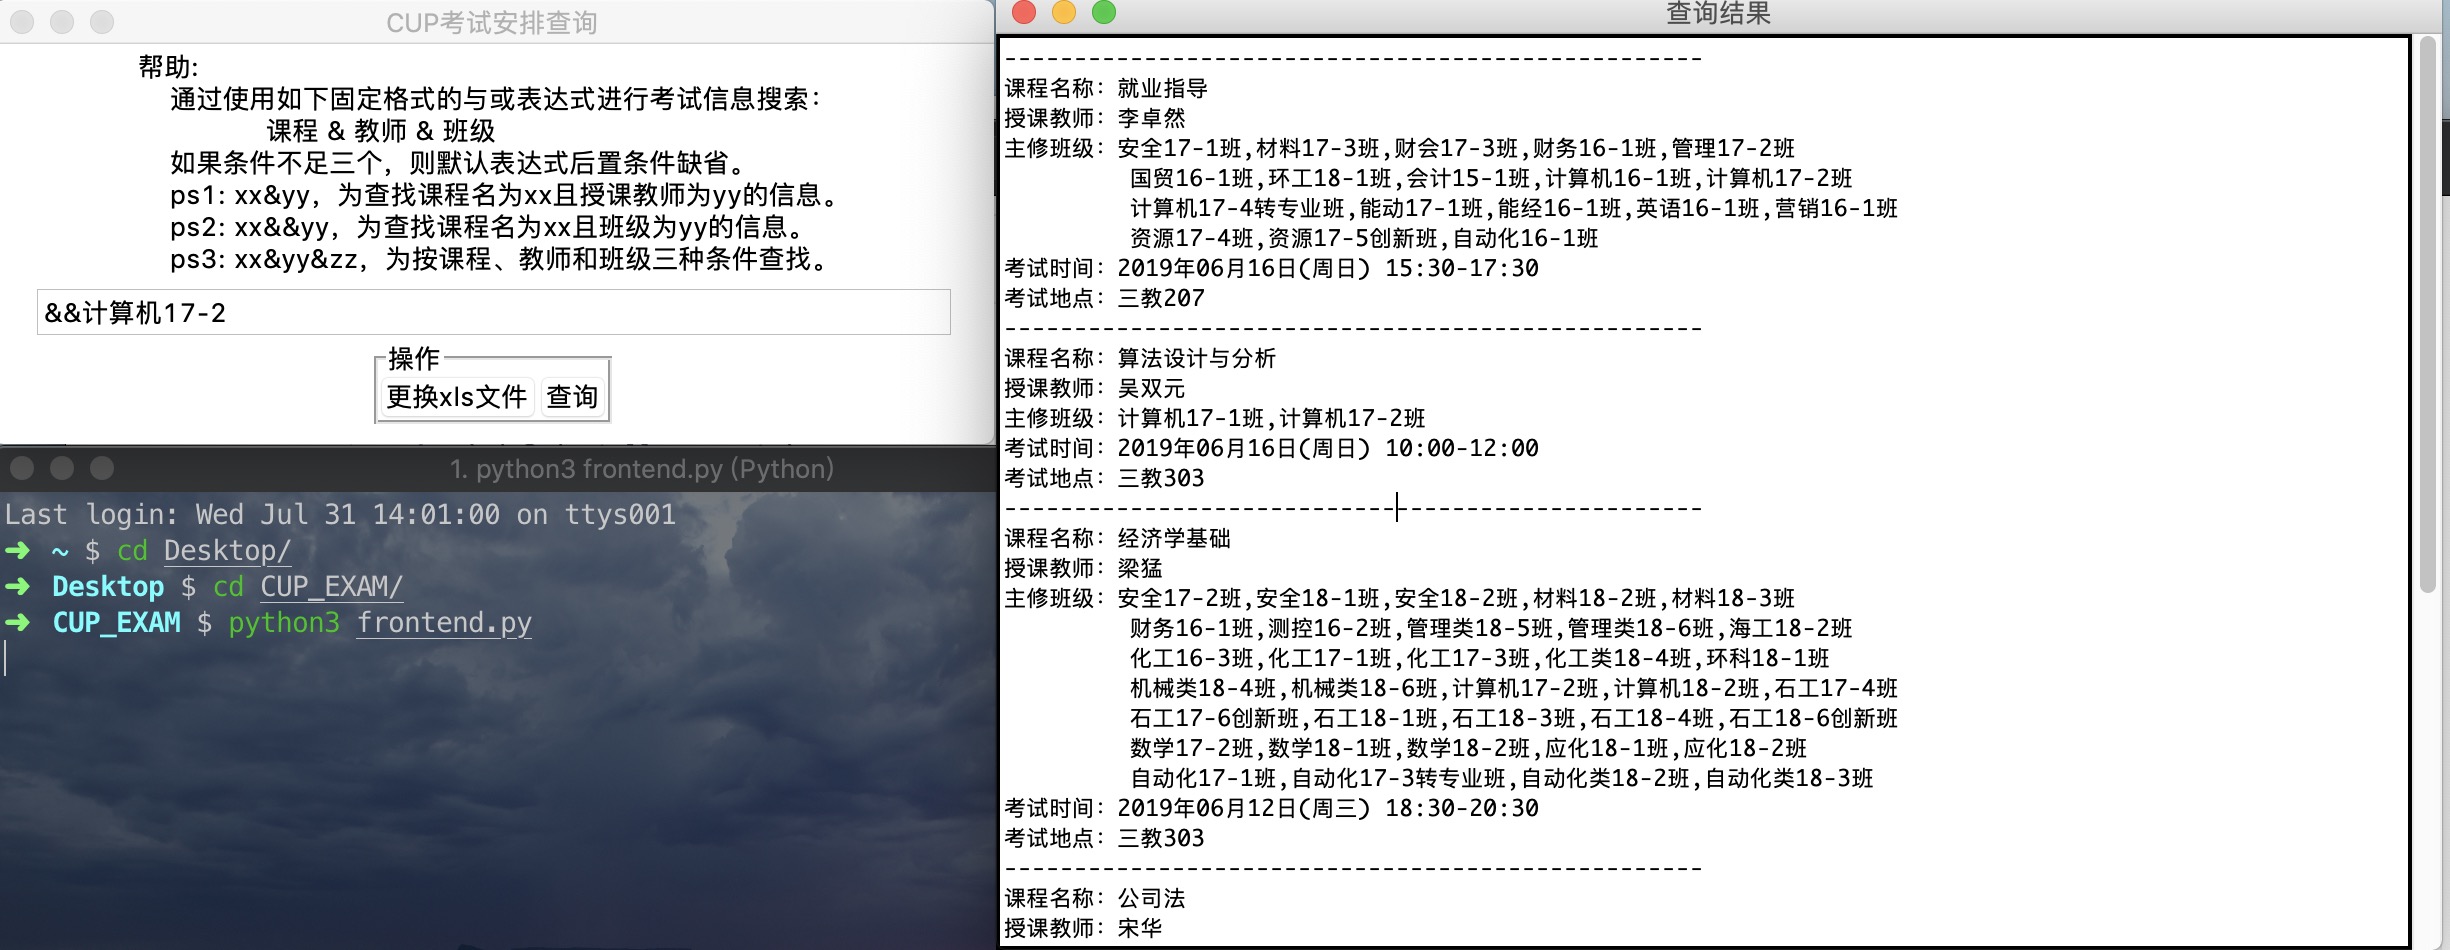 CUP考试安排查询
帮助:
通过使用如下固定格式的与或表达式进行考试信息搜索:
课程 & 教师 & 班级
如果条件不足三个，则默认表达式后置条件缺省。
ps1: xx&yy，为查找课程名为xx且授课教师为yy的信息。
ps2: xx&&yy，为查找课程名为xx且班级为yy的信息。
ps3: xx&yy&zz，为按课程、教师和班级三种条件查找。
&&计算机17-2
操作
更换xls文件 查询
1. python3 frontend.py (Python)
Last login: Wed Jul 31 14:01:00 on ttys001
➜ ~ $ cd Desktop/
➜ Desktop $ cd CUP_EXAM/
➜ CUP_EXAM $ python3 frontend.py
查询结果
--------------------------------------------------
课程名称: 就业指导
授课教师: 李卓然
主修班级: 安全17-1班,材料17-3班,财会17-3班,财务16-1班,管理17-2班
国贸16-1班,环工18-1班,会计15-1班,计算机16-1班,计算机17-2班
计算机17-4转专业班,能动17-1班,能经16-1班,英语16-1班,营销16-1班
资源17-4班,资源17-5创新班,自动化16-1班
考试时间: 2019年06月16日(周日) 15:30-17:30
考试地点: 三教207
--------------------------------------------------
课程名称: 算法设计与分析
授课教师: 吴双元
主修班级: 计算机17-1班,计算机17-2班
考试时间: 2019年06月16日(周日) 10:00-12:00
考试地点: 三教303
--------------------------------------------------
课程名称: 经济学基础
授课教师: 梁猛
主修班级: 安全17-2班,安全18-1班,安全18-2班,材料18-2班,材料18-3班
财务16-1班,测控16-2班,管理类18-5班,管理类18-6班,海工18-2班
化工16-3班,化工17-1班,化工17-3班,化工类18-4班,环科18-1班
机械类18-4班,机械类18-6班,计算机17-2班,计算机18-2班,石工17-4班
石工17-6创新班,石工18-1班,石工18-3班,石工18-4班,石工18-6创新班
数学17-2班,数学18-1班,数学18-2班,应化18-1班,应化18-2班
自动化17-1班,自动化17-3转专业班,自动化类18-2班,自动化类18-3班
考试时间: 2019年06月12日(周三) 18:30-20:30
考试地点: 三教303
--------------------------------------------------
课程名称: 公司法
授课教师: 宋华